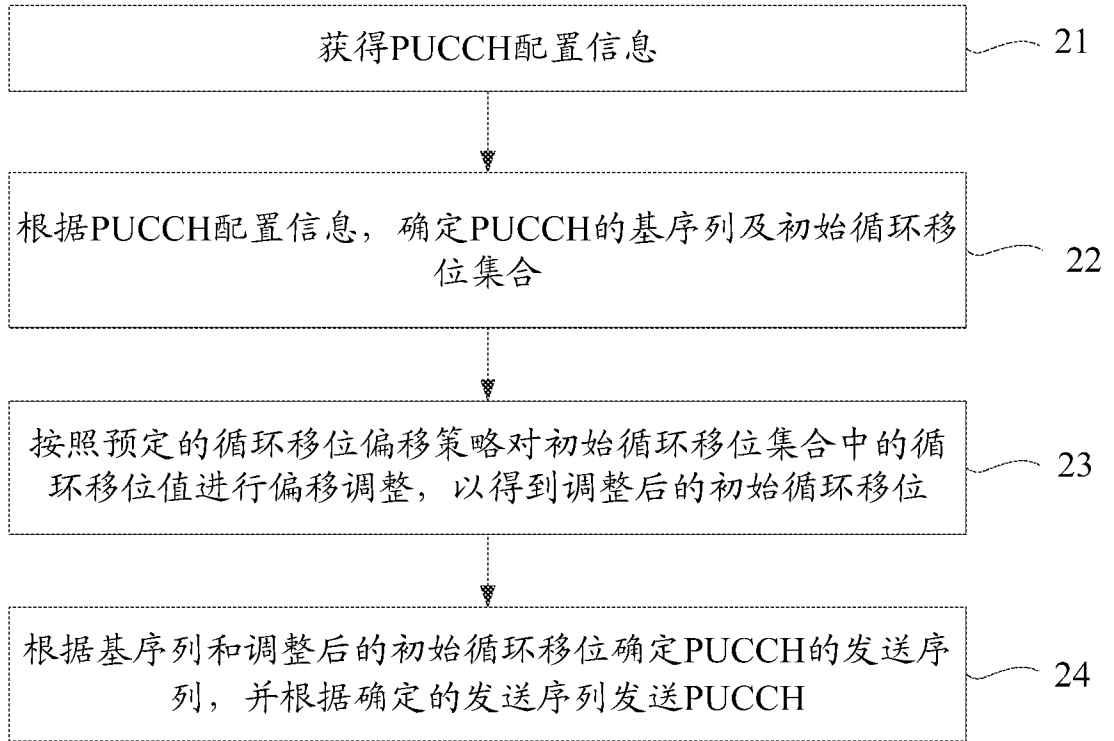 获得PUCCH配置信息
21
根据PUCCH配置信息，确定PUCCH的基序列及初始循环移
位集合
22
按照预定的循环移位偏移策略对初始循环移位集合中的循
环移位值进行偏移调整，以得到调整后的初始循环移位
23
根据基序列和调整后的初始循环移位确定PUCCH的发送序
列，并根据确定的发送序列发送PUCCH
24